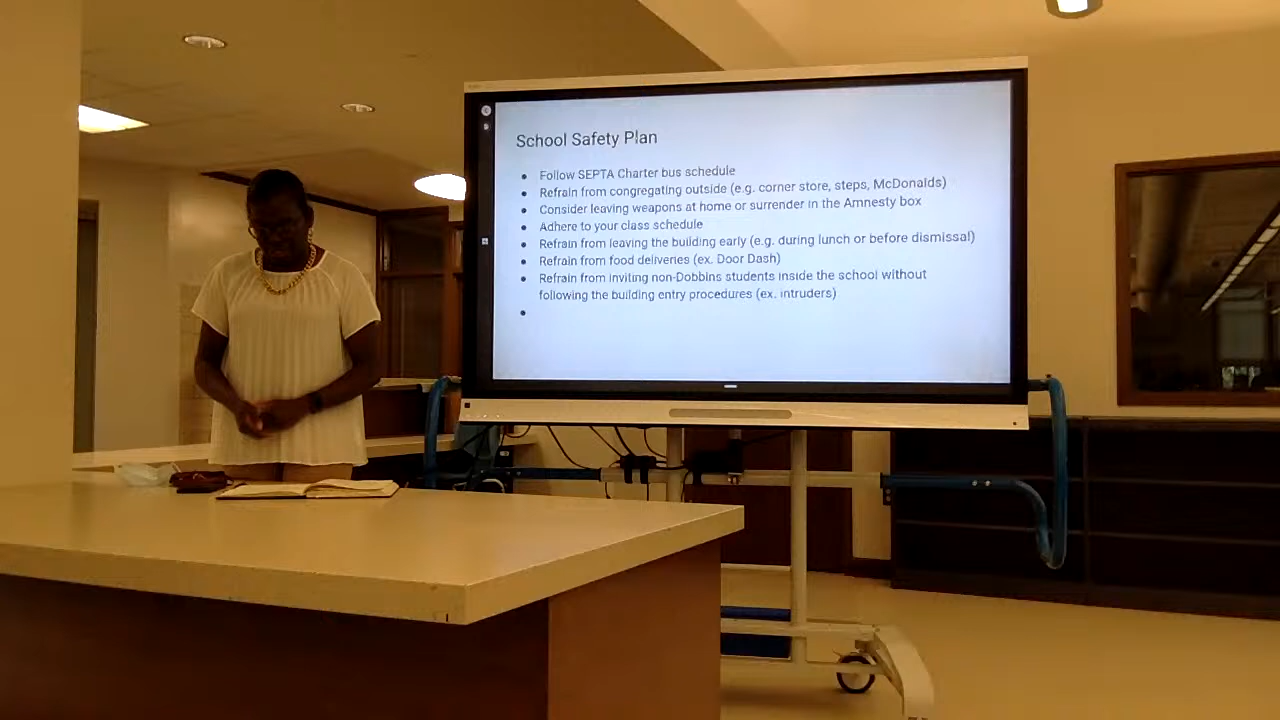 School Safety Plan
Follow SEPTA Charter bus schedule
Refrain from congregating outside (e.g. corner store, steps, McDonalds)
Consider leaving weapons at home or surrender in the Amnesty box
Adhere to your class schedule
Refrain from leaving the building early (e.g. during lunch or before dismissal)
Refrain from food deliveries (ex. Door Dash)
Refrain from inviting non-Dobbins students inside the school without
following the building entry procedures (ex. intruders)